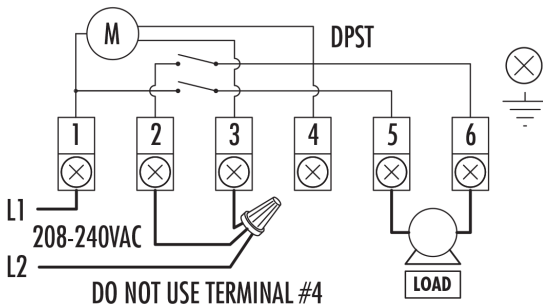 M
DPST
1 2 3 4 5 6
L1
208-240VAC
L2
DO NOT USE TERMINAL #4
LOAD